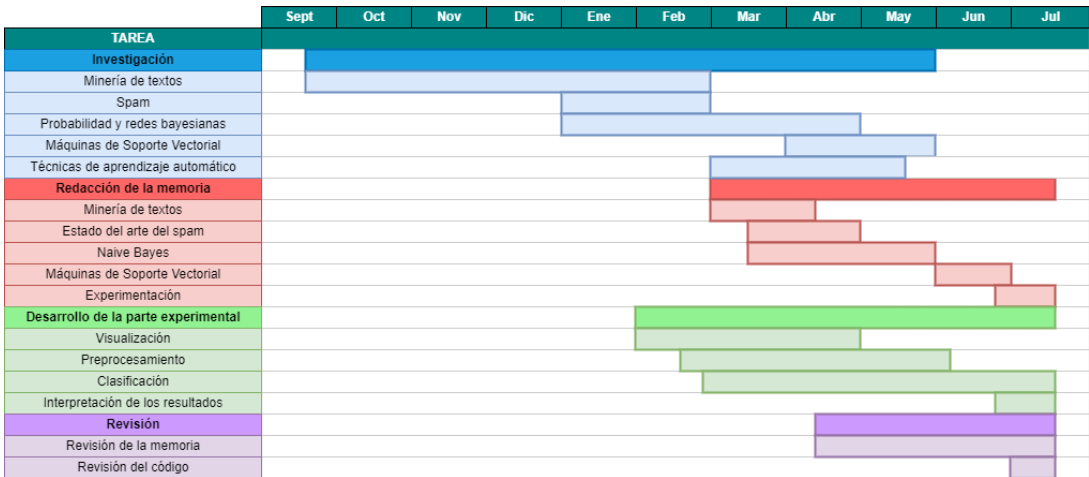 Sept Oct Nov Dic Ene Feb Mar Abr May Jun Jul
TAREA
Investigación
Minería de textos
Spam
Probabilidad y redes bayesianas
Máquinas de Soporte Vectorial
Técnicas de aprendizaje automático
Redacción de la memoria
Minería de textos
Estado del arte del spam
Naive Bayes
Máquinas de Soporte Vectorial
Experimentación
Desarrollo de la parte experimental
Visualización
Preprocesamiento
Clasificación
Interpretación de los resultados
Revisión
Revisión de la memoria
Revisión del código